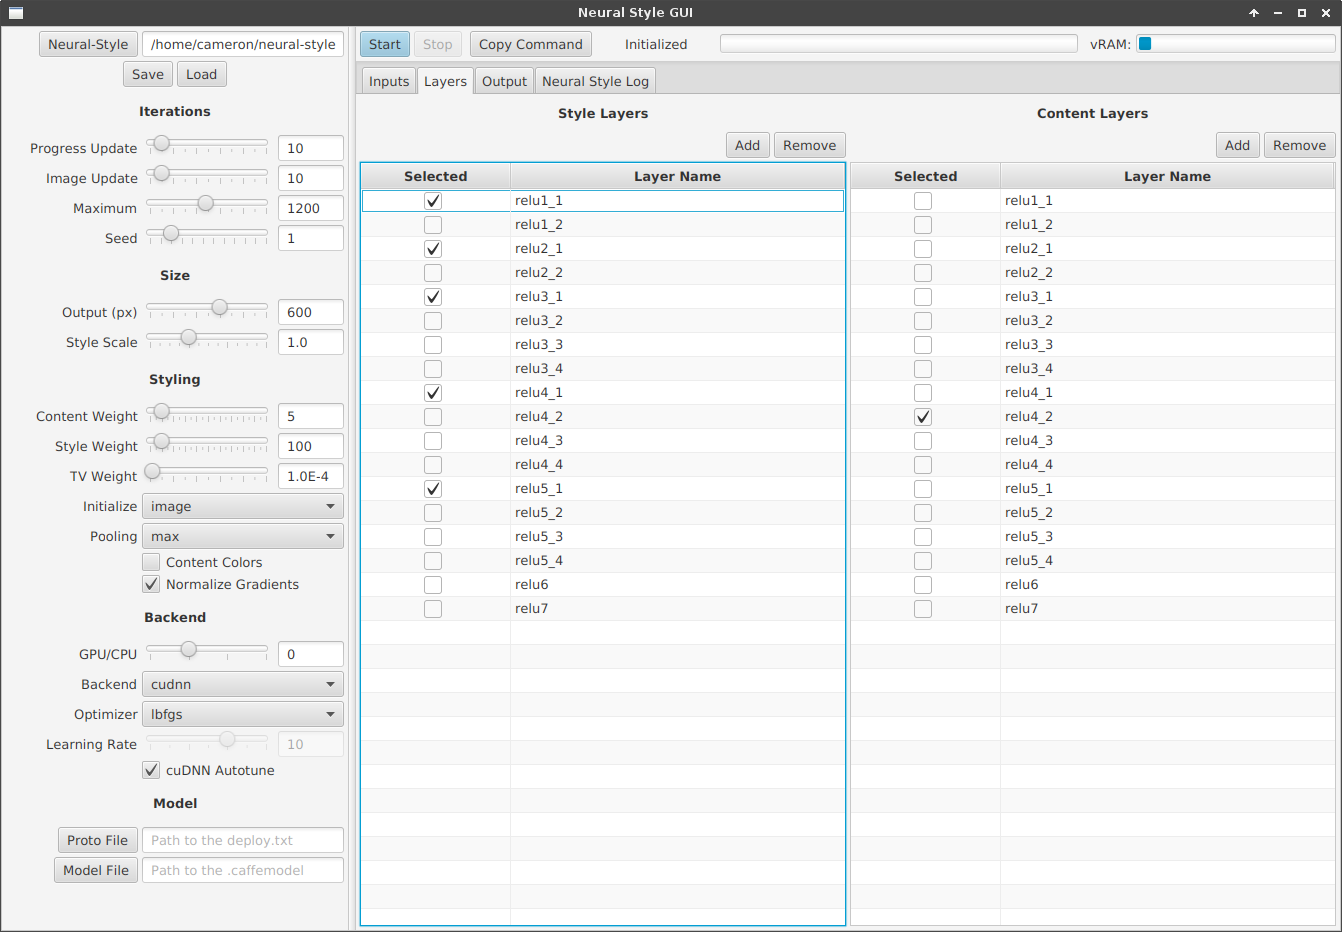 Neural Style GUI
Neural-Style /home/cameron/neural-style
Save Load
Iterations
Progress Update 10
Image Update 10
Maximum 1200
Seed 1
Size
Output (px) 600
Style Scale 1.0
Styling
Content Weight 5
Style Weight 100
TV Weight 1.0E-4
Initialize image
Pooling max
Content Colors
Normalize Gradients
Backend
GPU/CPU 0
Backend cudnn
Optimizer lbfgs
Learning Rate 10
cuDNN Autotune
Model
Proto File Path to the deploy.txt
Model File Path to the .caffemodel
Start Stop Copy Command Initialized vRAM:
Inputs Layers Output Neural Style Log
Style Layers
Add Remove
Selected Layer Name
relu1_1
relu1_2
relu2_1
relu2_2
relu3_1
relu3_2
relu3_3
relu3_4
relu4_1
relu4_2
relu4_3
relu4_4
relu5_1
relu5_2
relu5_3
relu5_4
relu6
relu7
Content Layers
Add Remove
Selected Layer Name
relu1_1
relu1_2
relu2_1
relu2_2
relu3_1
relu3_2
relu3_3
relu3_4
relu4_1
relu4_2
relu4_3
relu4_4
relu5_1
relu5_2
relu5_3
relu5_4
relu6
relu7